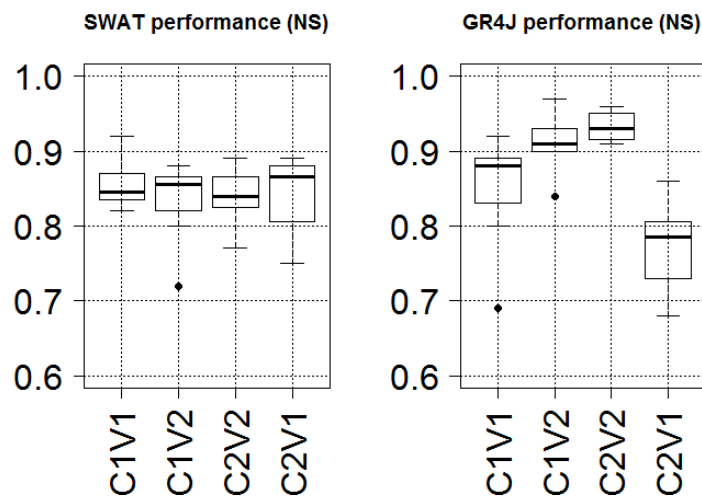 SWAT performance (NS)
1.0
0.9
0.8
0.7
0.6
C1V1
C1V2
C2V2
C2V1
GR4J performance (NS)
1.0
0.9
0.8
0.7
0.6
C1V1
C1V2
C2V2
C2V1